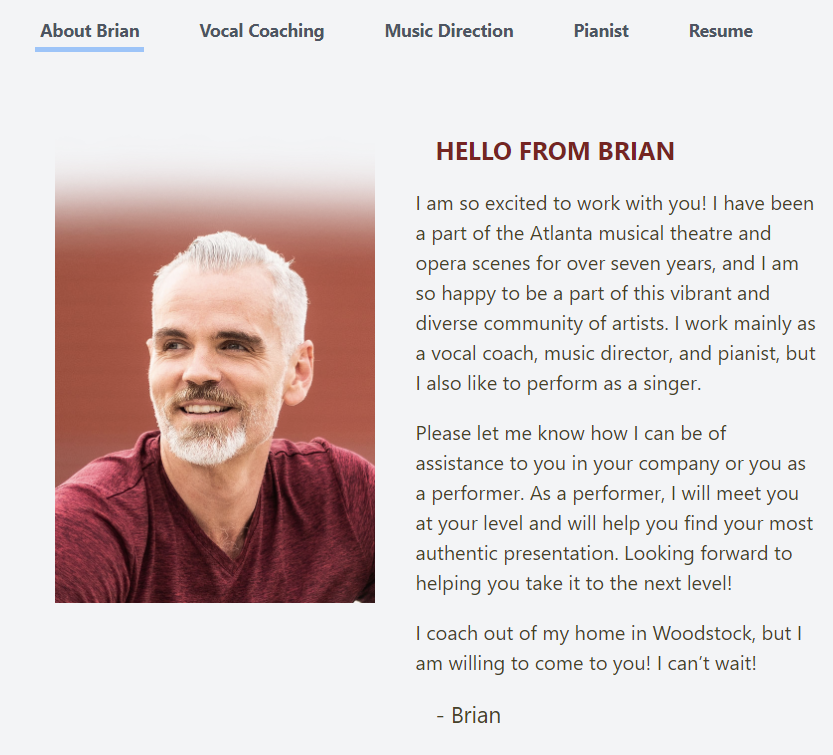 About Brian Vocal Coaching Music Direction Pianist Resume
HELLO FROM BRIAN
I am so excited to work with you! I have been
a part of the Atlanta musical theatre and
opera scenes for over seven years, and I am
so happy to be a part of this vibrant and
diverse community of artists. I work mainly as
a vocal coach, music director, and pianist, but
I also like to perform as a singer.
Please let me know how I can be of
assistance to you in your company or you as
a performer. As a performer, I will meet you
at your level and will help you find your most
authentic presentation. Looking forward to
helping you take it to the next level!
I coach out of my home in Woodstock, but I
am willing to come to you! I can’t wait!
- Brian